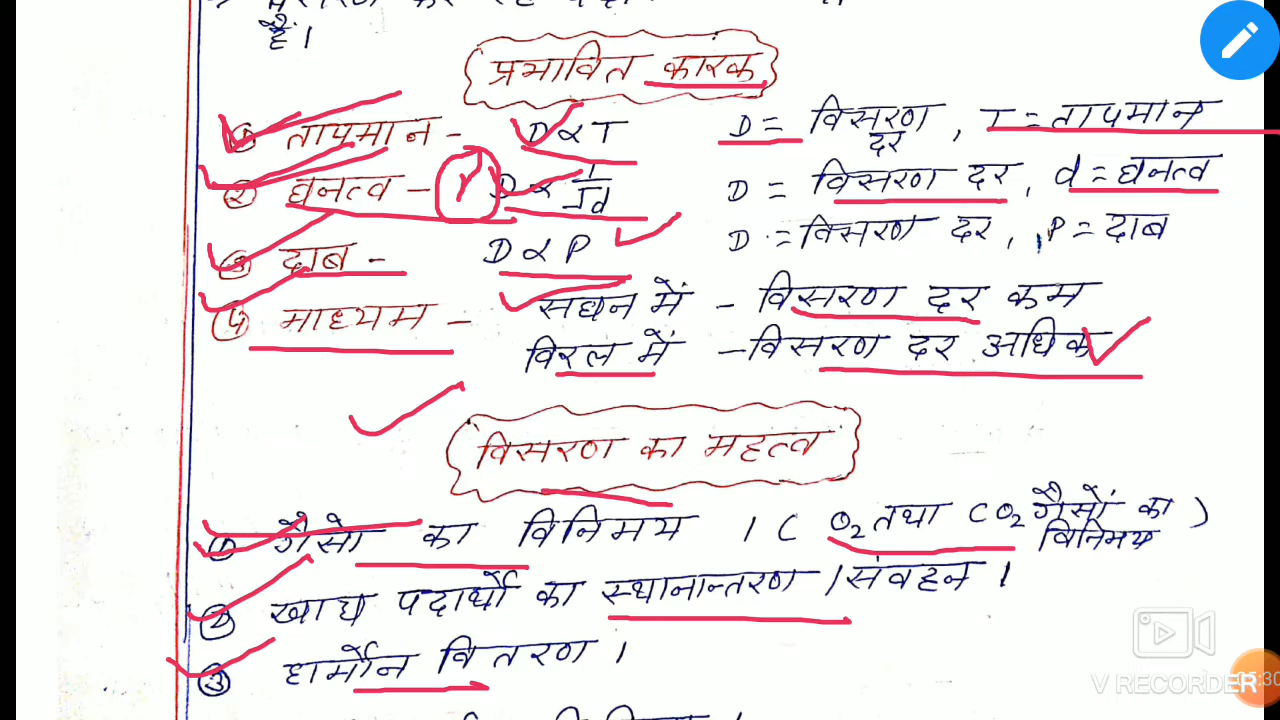 हैं।
प्रभावित कारक
① तापमान - D ∝ T D = विसरण दर, T = तापमान
② घनत्व - r D ∝ 1/√d D = विसरण दर, d = घनत्व
③ दाब - D ∝ P D = विसरण दर, P = दाब
④ माध्यम - सघन में - विसरण दर कम
विरल में - विसरण दर अधिक
विसरण का महत्व
① गैसो का विनिमय । ( O₂ तथा CO₂ गैसों का विनिमय )
② खाद्य पदार्थो का स्थानान्तरण / संवहन ।
③ हार्मोन वितरण ।
V RECORDER